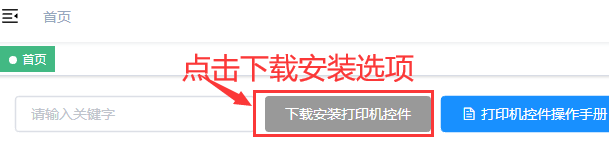 首页
首页
点击下载安装选项
请输入关键字
下载安装打印机控件
打印机控件操作手册